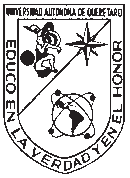 UNIVERSIDAD AUTONOMA DE QUERETARO
EDUCO EN LA VERDAD Y EN EL HONOR